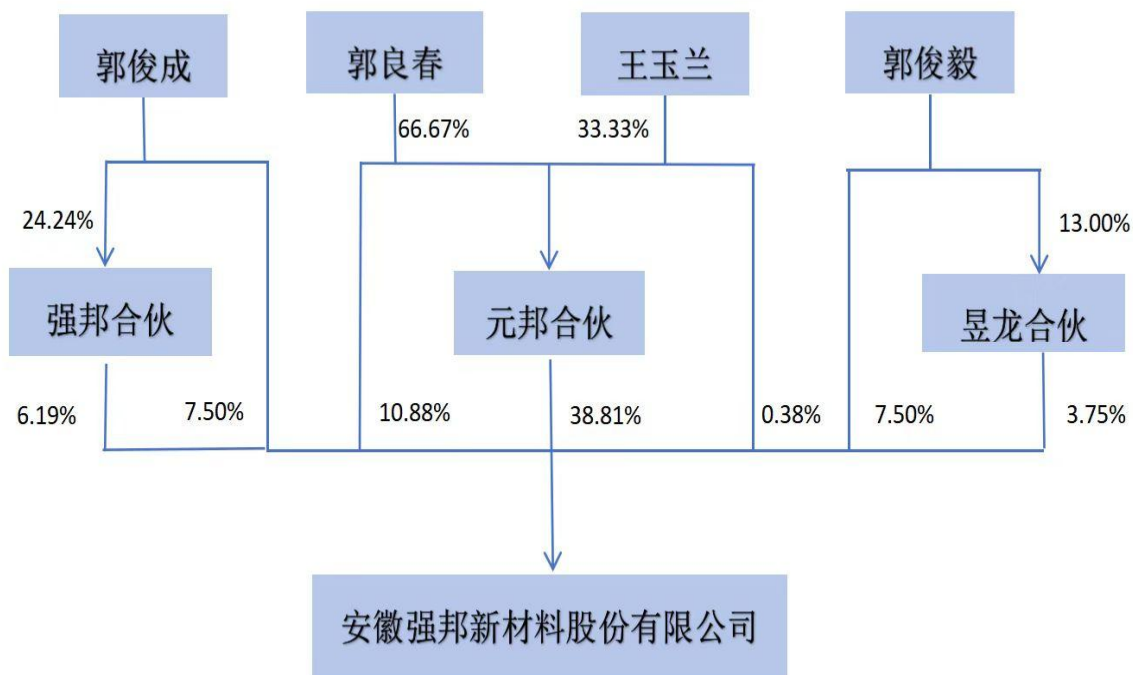 郭俊成
郭良春
王玉兰
郭俊毅
66.67%
33.33%
24.24%
13.00%
强邦合伙
元邦合伙
昱龙合伙
6.19%
7.50%
10.88%
38.81%
0.38%
7.50%
3.75%
安徽强邦新材料股份有限公司